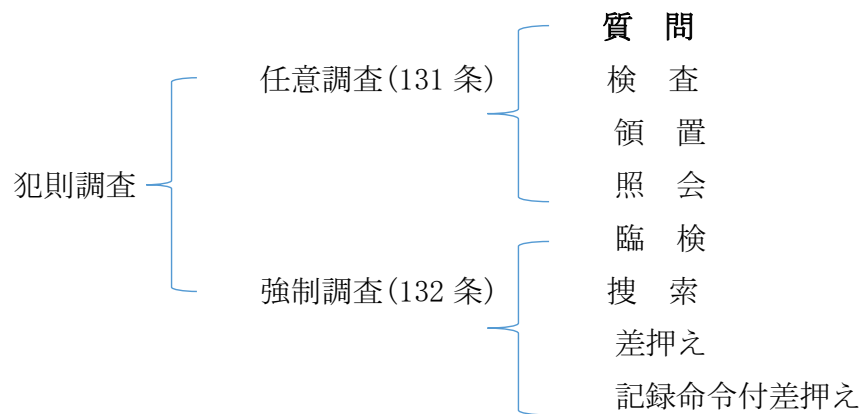 質　問
任意調査(131 条)
検　査
領　置
犯則調査
照　会
臨　検
強制調査(132 条)
捜　索
差押え
記録命令付差押え